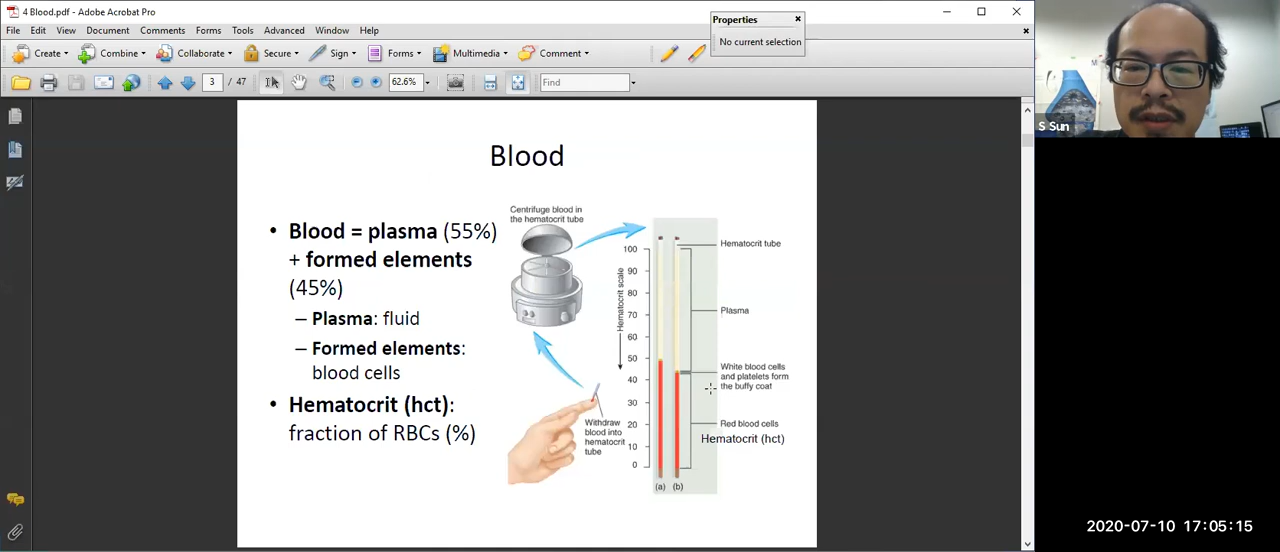 4 Blood.pdf - Adobe Acrobat Pro
File Edit View Document Comments Forms Tools Advanced Window Help
Create Combine Collaborate Secure Sign Forms Multimedia Comment
3 / 47 62.6% Find
Properties
No current selection
Blood
• Blood = plasma (55%)
+ formed elements
(45%)
– Plasma: fluid
– Formed elements:
blood cells
• Hematocrit (hct):
fraction of RBCs (%)
Centrifuge blood in
the hematocrit tube
Withdraw
blood into
hematocrit
tube
Hematocrit scale
100
90
80
70
60
50
40
30
20
10
0
(a) (b)
Hematocrit tube
Plasma
White blood cells
and platelets form
the buffy coat
Red blood cells
Hematocrit (hct)
S Sun
2020-07-10 17:05:15